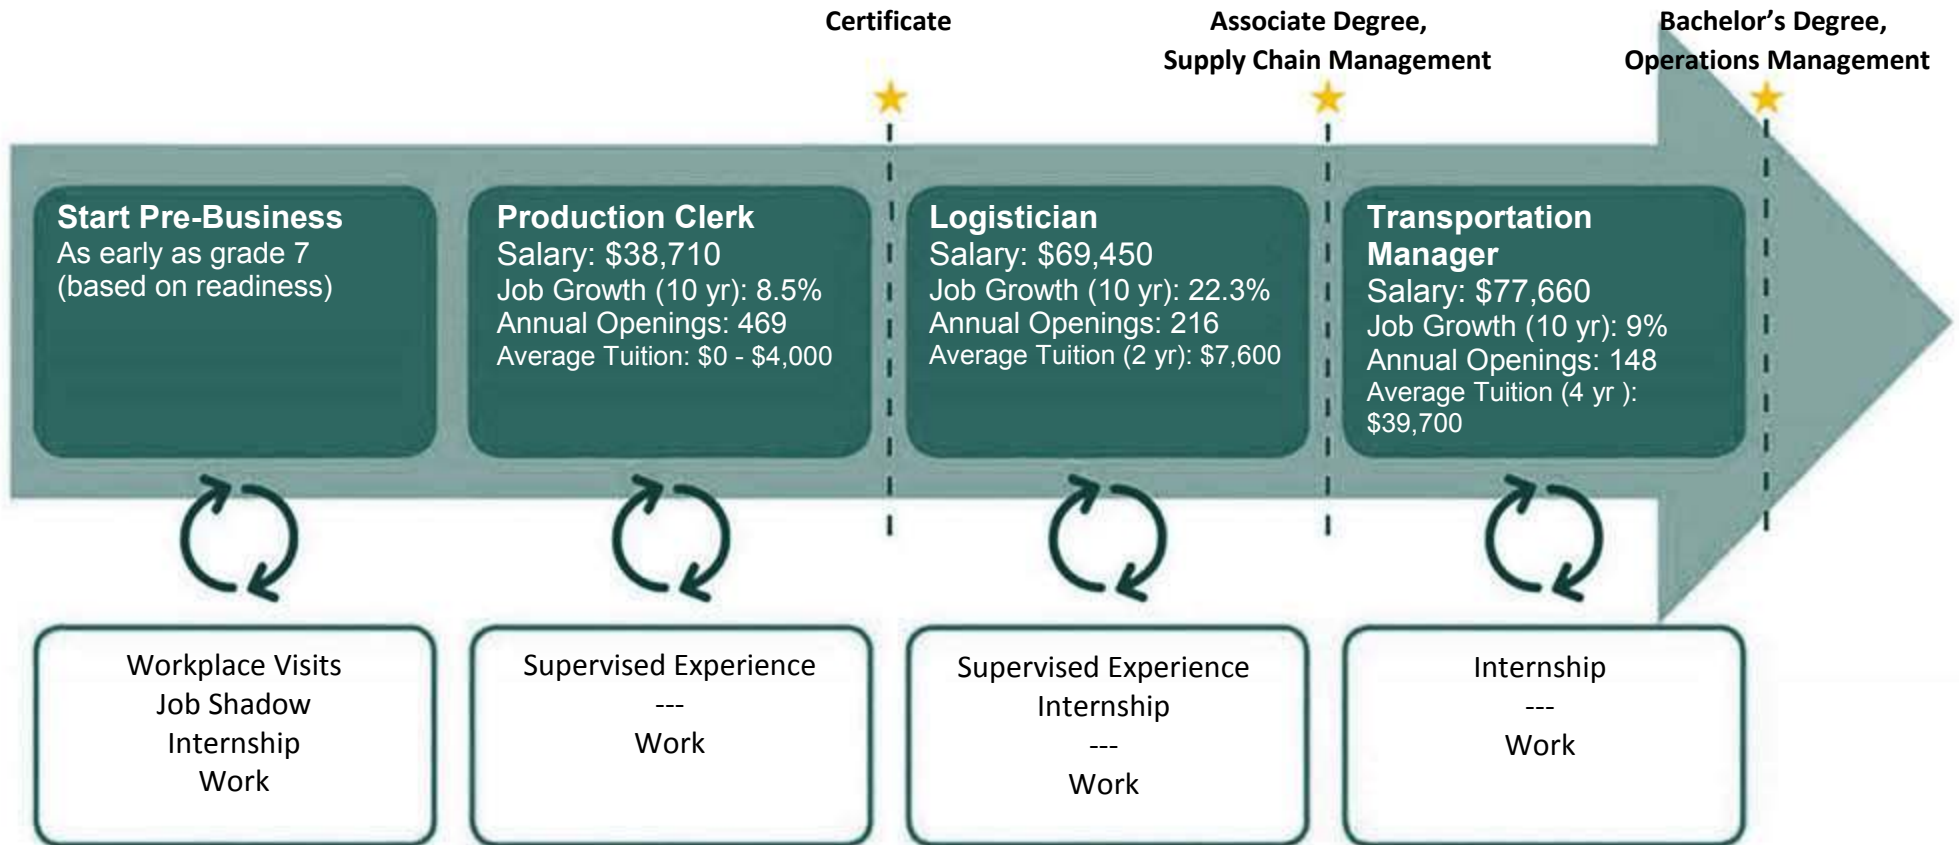 Certificate
Associate Degree,
Supply Chain Management
Bachelor’s Degree,
Operations Management
Start Pre-Business
As early as grade 7
(based on readiness)
Production Clerk
Salary: $38,710
Job Growth (10 yr): 8.5%
Annual Openings: 469
Average Tuition: $0 - $4,000
Logistician
Salary: $69,450
Job Growth (10 yr): 22.3%
Annual Openings: 216
Average Tuition (2 yr): $7,600
Transportation
Manager
Salary: $77,660
Job Growth (10 yr): 9%
Annual Openings: 148
Average Tuition (4 yr ):
$39,700
Workplace Visits
Job Shadow
Internship
Work
Supervised Experience
---
Work
Supervised Experience
Internship
---
Work
Internship
---
Work